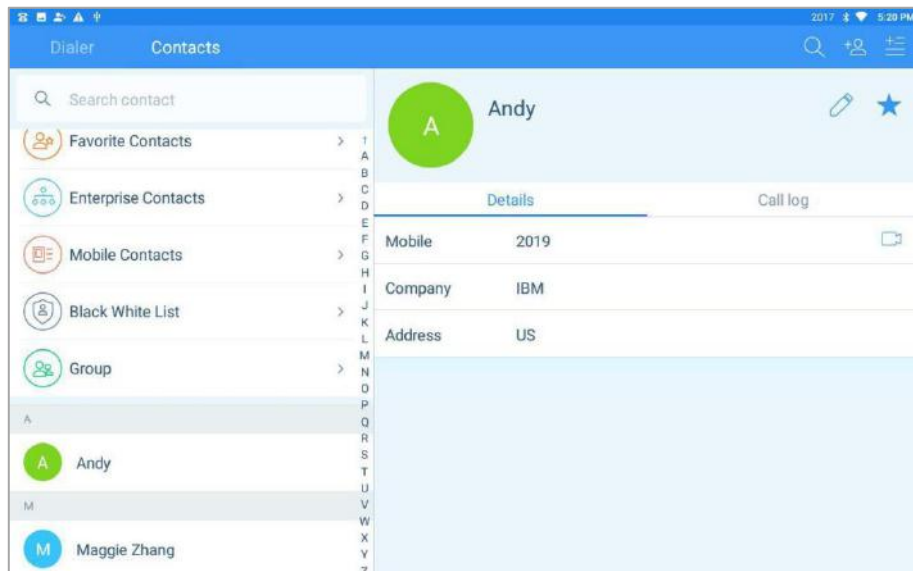 2017 5:20 PM
Dialer Contacts
Search contact
Favorite Contacts
Enterprise Contacts
Mobile Contacts
Black White List
Group
A
A Andy
M
M Maggie Zhang
↑
A
B
C
D
E
F
G
H
I
J
K
L
M
N
O
P
Q
R
S
T
U
V
W
X
Y
Z
A
Andy
Details Call log
Mobile 2019
Company IBM
Address US